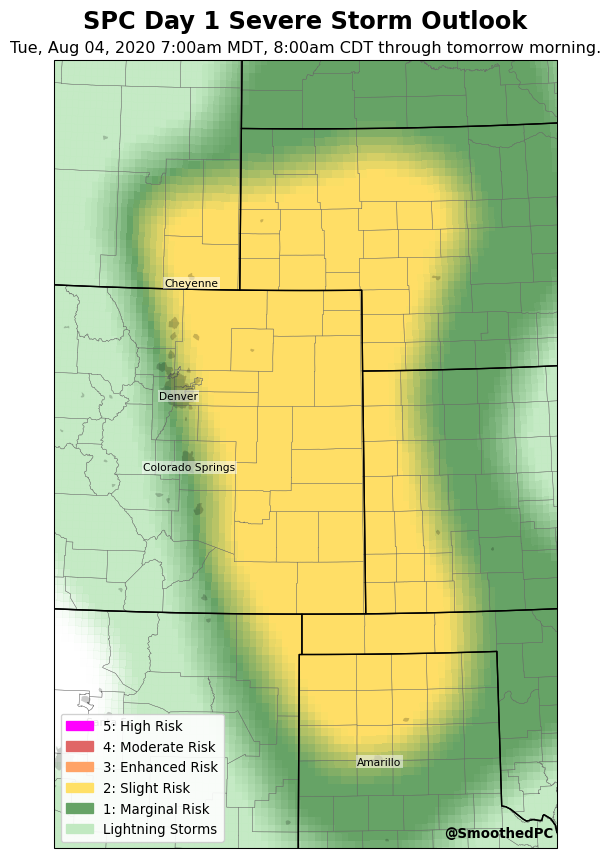 SPC Day 1 Severe Storm Outlook
Tue, Aug 04, 2020 7:00am MDT, 8:00am CDT through tomorrow morning.
Cheyenne
Denver
Colorado Springs
Amarillo
5: High Risk
4: Moderate Risk
3: Enhanced Risk
2: Slight Risk
1: Marginal Risk
Lightning Storms
@SmoothedPC